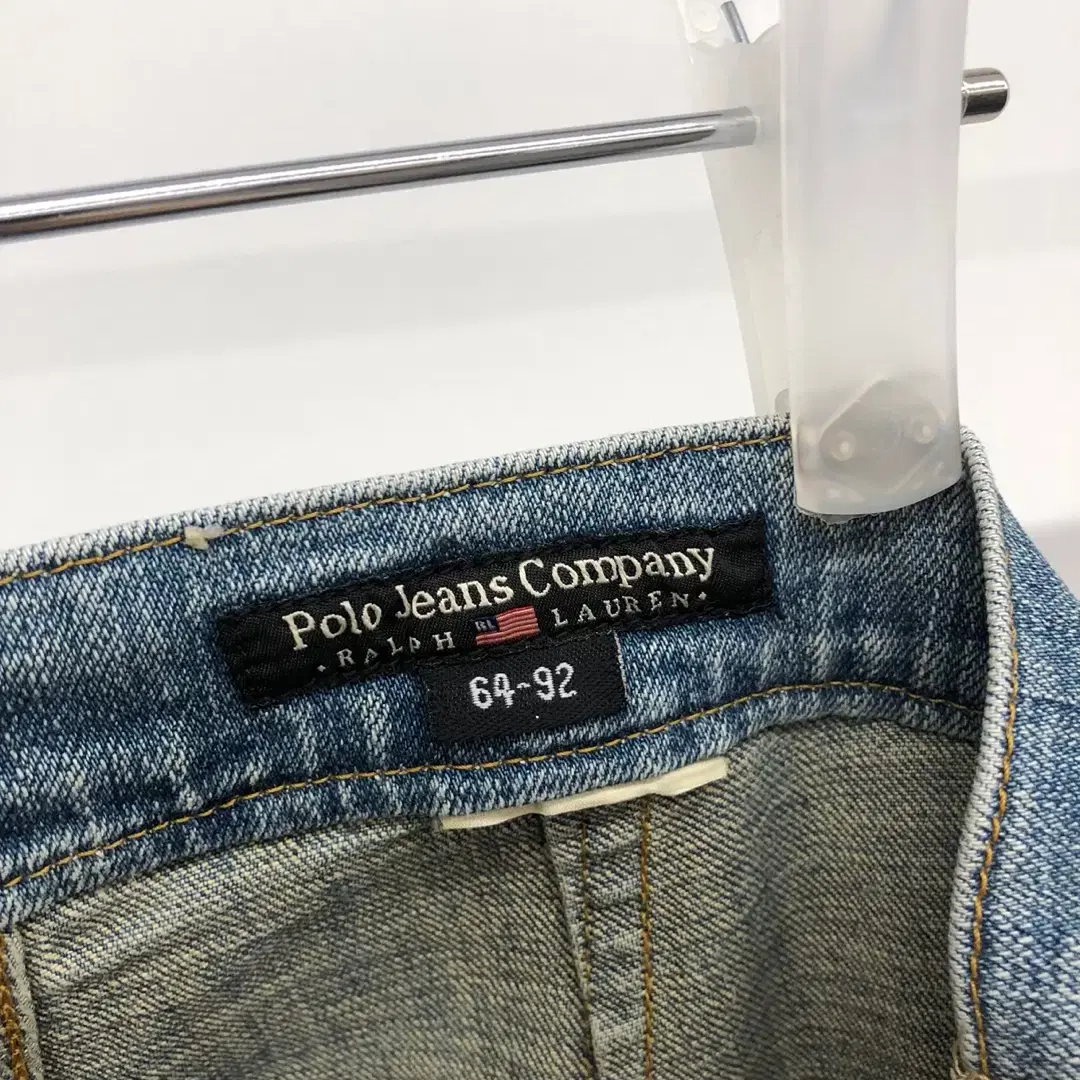 Polo Jeans Company
• RALPH RL LAUREN •
64-92